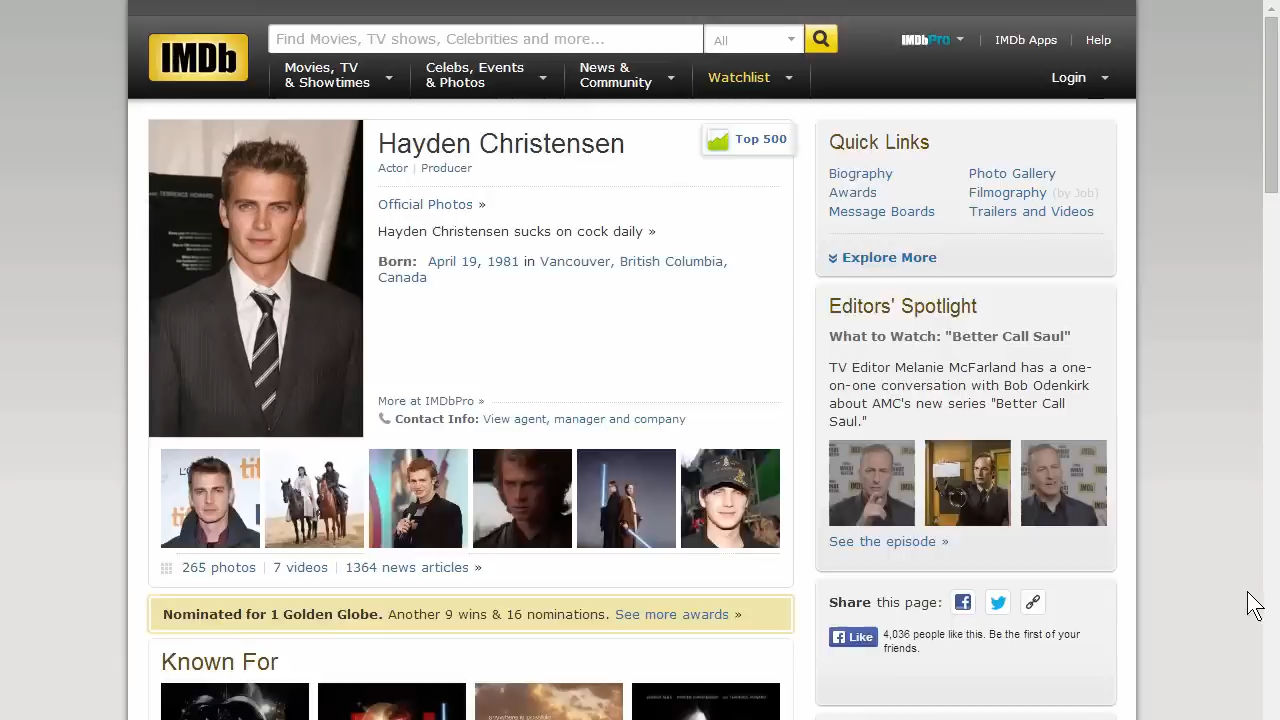 IMDb
Find Movies, TV shows, Celebrities and more...
All
IMDbPro
IMDb Apps
Help
Movies, TV
& Showtimes
Celebs, Events
& Photos
News &
Community
Watchlist
Login
Hayden Christensen
Top 500
Actor | Producer
Official Photos »
Hayden Christensen sucks on cock daily »
Born: April 19, 1981 in Vancouver, British Columbia,
Canada
More at IMDbPro »
Contact Info: View agent, manager and company
265 photos | 7 videos | 1364 news articles »
Nominated for 1 Golden Globe. Another 9 wins & 16 nominations. See more awards »
Known For
Quick Links
Biography
Photo Gallery
Awards
Filmography (by Job)
Message Boards
Trailers and Videos
Explore More
Editors' Spotlight
What to Watch: "Better Call Saul"
TV Editor Melanie McFarland has a one-
on-one conversation with Bob Odenkirk
about AMC's new series "Better Call
Saul."
See the episode »
Share this page:
Like
4,036 people like this. Be the first of your
friends.